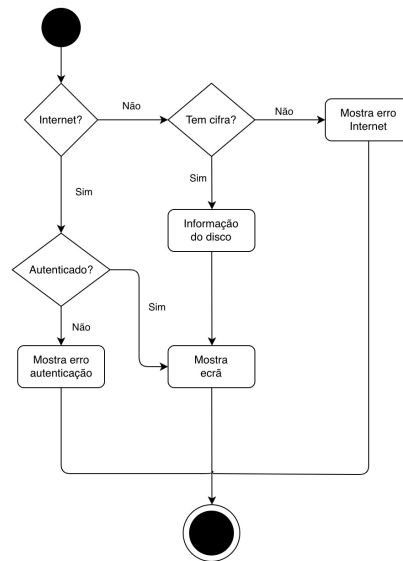 Internet?
Não
Tem cifra?
Não
Mostra erro
Internet
Sim
Sim
Informação
do disco
Autenticado?
Sim
Não
Mostra erro
autenticação
Mostra
ecrã